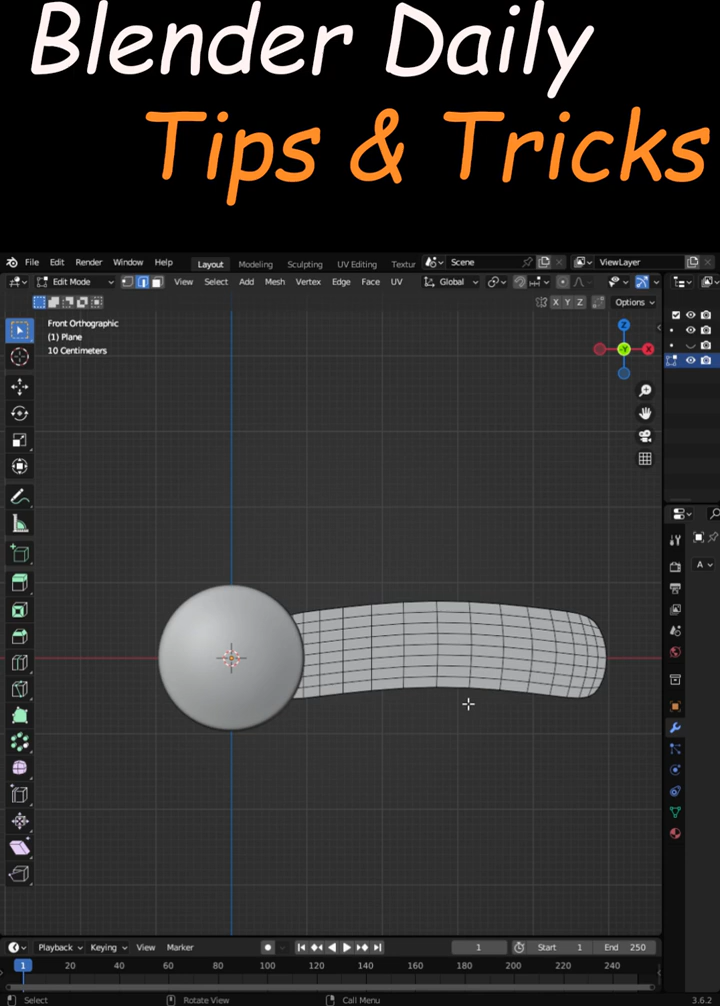 Blender Daily
Tips & Tricks
File Edit Render Window Help Layout Modeling Sculpting UV Editing Textur Scene ViewLayer
Edit Mode View Select Add Mesh Vertex Edge Face UV Global
X Y Z Options
Front Orthographic
(1) Plane
10 Centimeters
Z
-Y X
A
Playback Keying View Marker 1 Start 1 End 250
1 20 40 60 80 100 120 140 160 180 200 220 240
Select Rotate View Call Menu 3.6.2